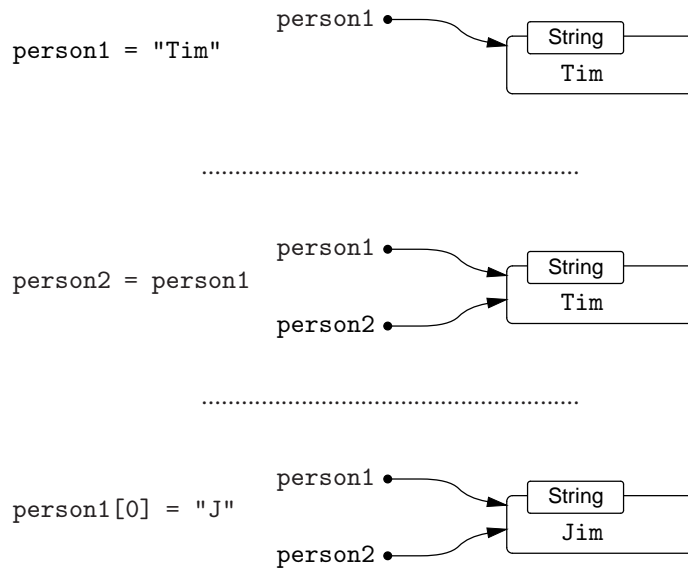 person1
person1 = "Tim"
String
Tim
person1
person2 = person1
String
Tim
person2
person1
person1[0] = "J"
String
Jim
person2